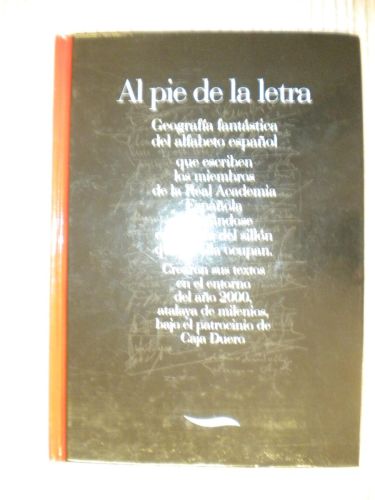 Al pie de la letra
Geografía fantástica
del alfabeto español
que escriben
los miembros
de la Real Academia
Española
ándose
del sillón
ocupan.
Crearon sus textos
en el entorno
del año 2000,
atalaya de milenios,
bajo el patrocinio de
Caja Duero